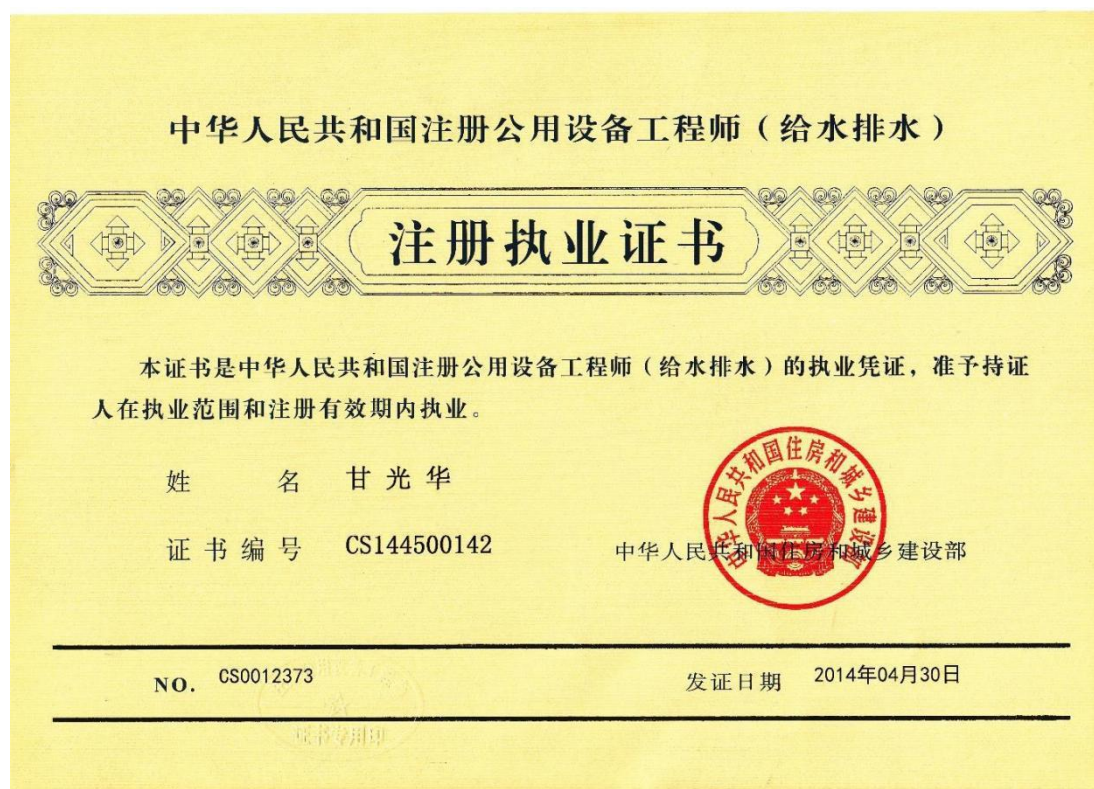 中华人民共和国注册公用设备工程师（给水排水）
注册执业证书
本证书是中华人民共和国注册公用设备工程师（给水排水）的执业凭证，准予持证
人在执业范围和注册有效期内执业。
姓 名 甘光华
证书编号 CS144500142
中华人民共和国住房和城乡建设部
中华人民共和国住房和城乡建设部
NO. CS0012373
发证日期 2014年04月30日